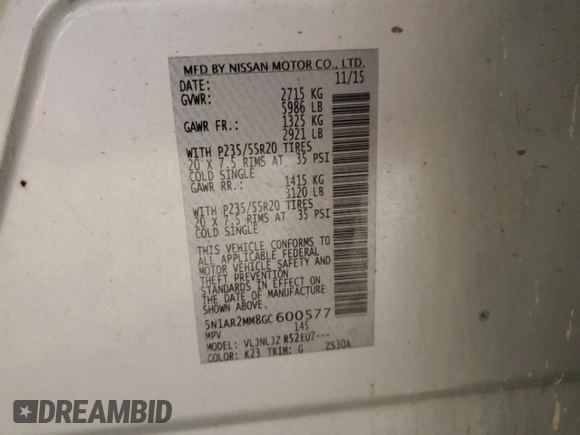 MFD BY NISSAN MOTOR CO., LTD.
DATE: 11/15
GVWR: 2715 KG
5986 LB
GAWR FR.: 1325 KG
2921 LB
WITH P235/55R20 TIRES
20 X 7.5 RIMS AT 35 PSI
COLD SINGLE
GAWR RR.: 1415 KG
3120 LB
WITH P235/55R20 TIRES
20 X 7.5 RIMS AT 35 PSI
COLD SINGLE
THIS VEHICLE CONFORMS TO
ALL APPLICABLE FEDERAL
MOTOR VEHICLE SAFETY AND
THEFT PREVENTION
STANDARDS IN EFFECT ON
THE DATE OF MANUFACTURE
SHOWN ABOVE.
5N1AR2MM8GC600577
MPV 145
MODEL: VLJNLJZ R52EU7---
COLOR: K23 TRIM: G ZS30A
DREAMBID